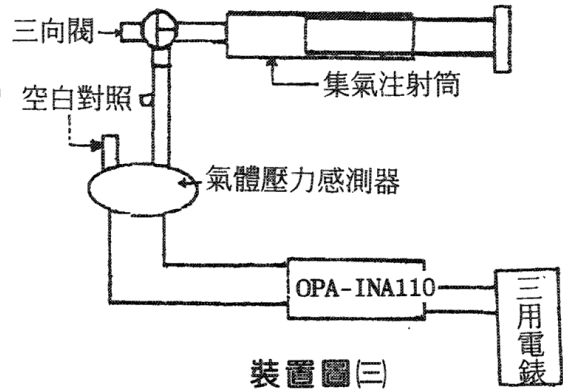 三向閥
集氣注射筒
空白對照
氣體壓力感測器
OPA-INA110
三用電錶
裝置圖㈢